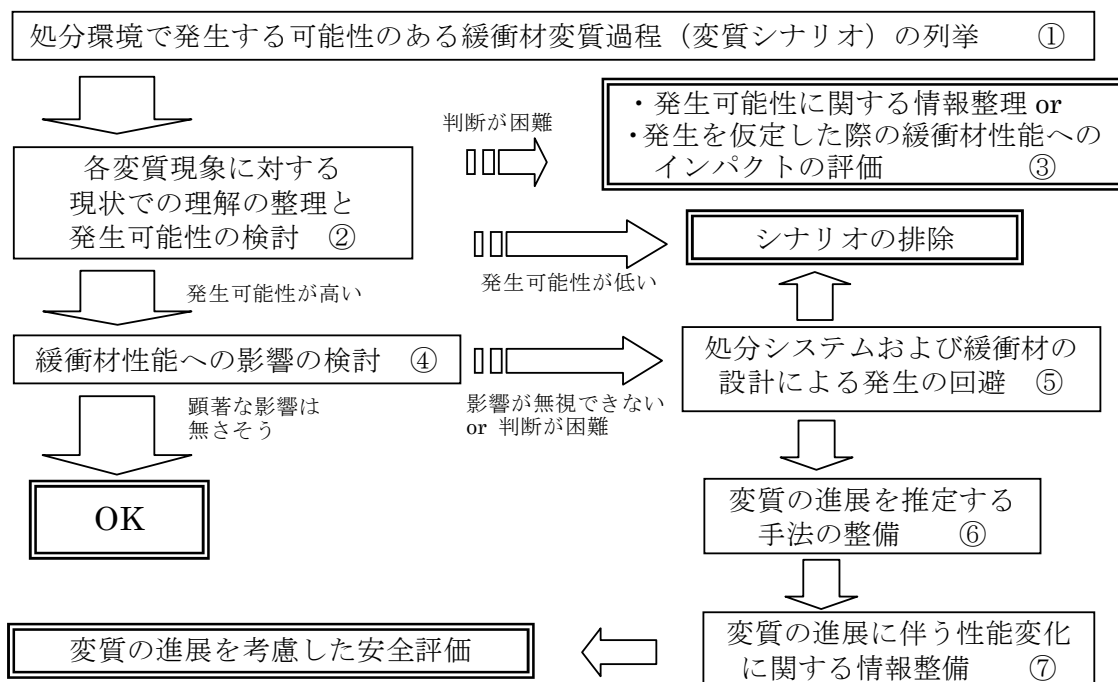 処分環境で発生する可能性のある緩衝材変質過程（変質シナリオ）の列挙　①
判断が困難
・発生可能性に関する情報整理 or
・発生を仮定した際の緩衝材性能への
インパクトの評価　③
各変質現象に対する
現状での理解の整理と
発生可能性の検討　②
シナリオの排除
発生可能性が低い
発生可能性が高い
緩衝材性能への影響の検討　④
処分システムおよび緩衝材の
設計による発生の回避　⑤
影響が無視できない
or 判断が困難
顕著な影響は
無さそう
OK
変質の進展を推定する
手法の整備　⑥
変質の進展に伴う性能変化
に関する情報整備　⑦
変質の進展を考慮した安全評価